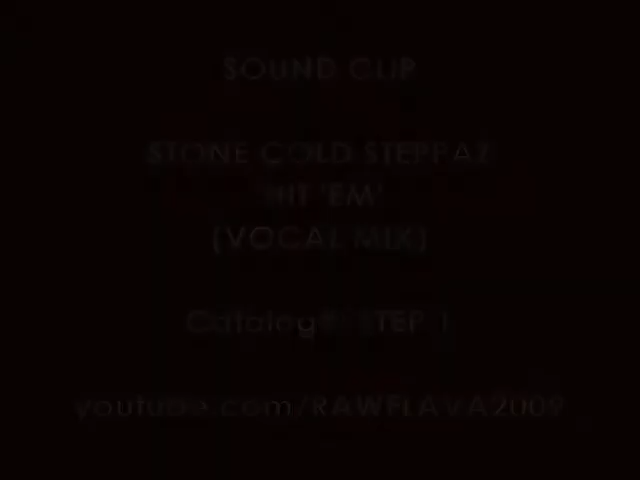 SOUND CLIP
STONE COLD STEPPAZ
'HIT 'EM'
(VOCAL MIX)
Catalog#: STEP 1
youtube.com/RAWFLAVA2009